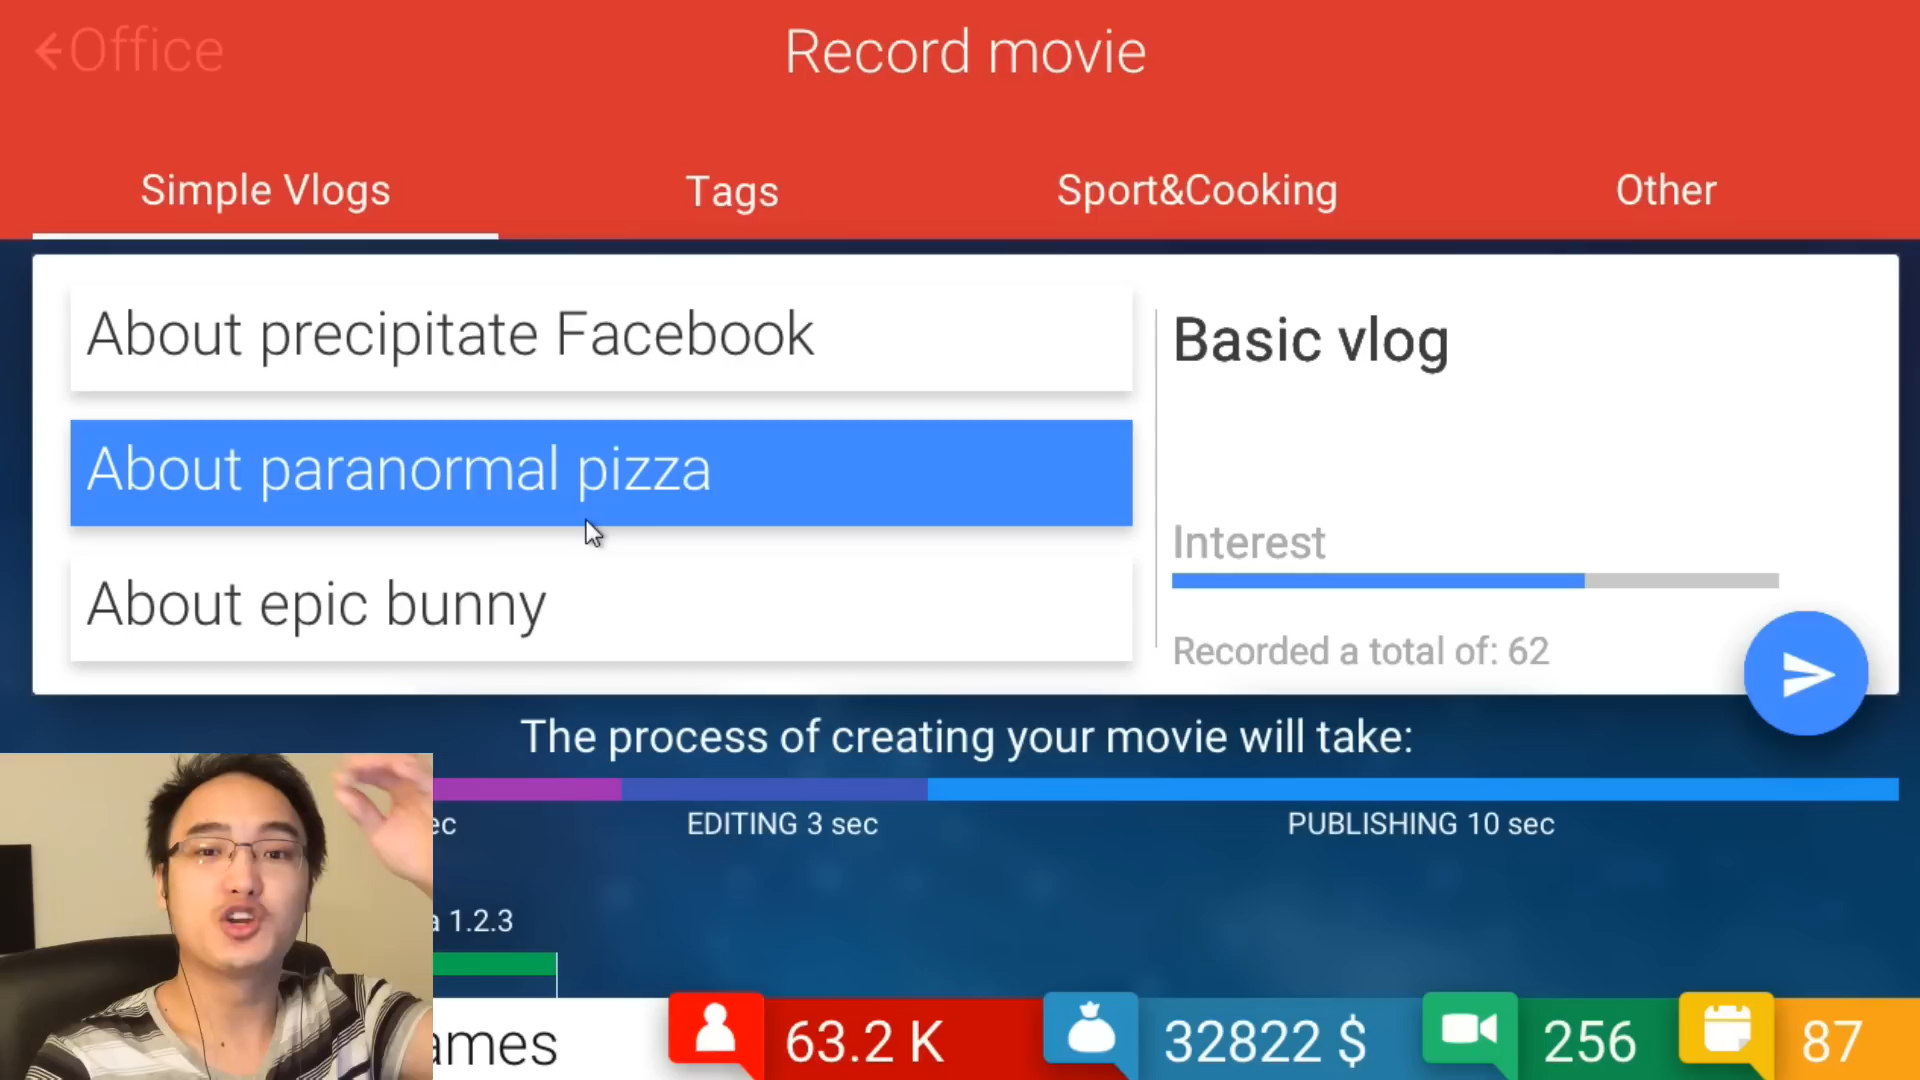 Office
Record movie
Simple Vlogs
Tags
Sport&Cooking
Other
About precipitate Facebook
About paranormal pizza
About epic bunny
Basic vlog
Interest
Recorded a total of: 62
The process of creating your movie will take:
ec
EDITING 3 sec
PUBLISHING 10 sec
a 1.2.3
ames
63.2 K
32822 $
256
87